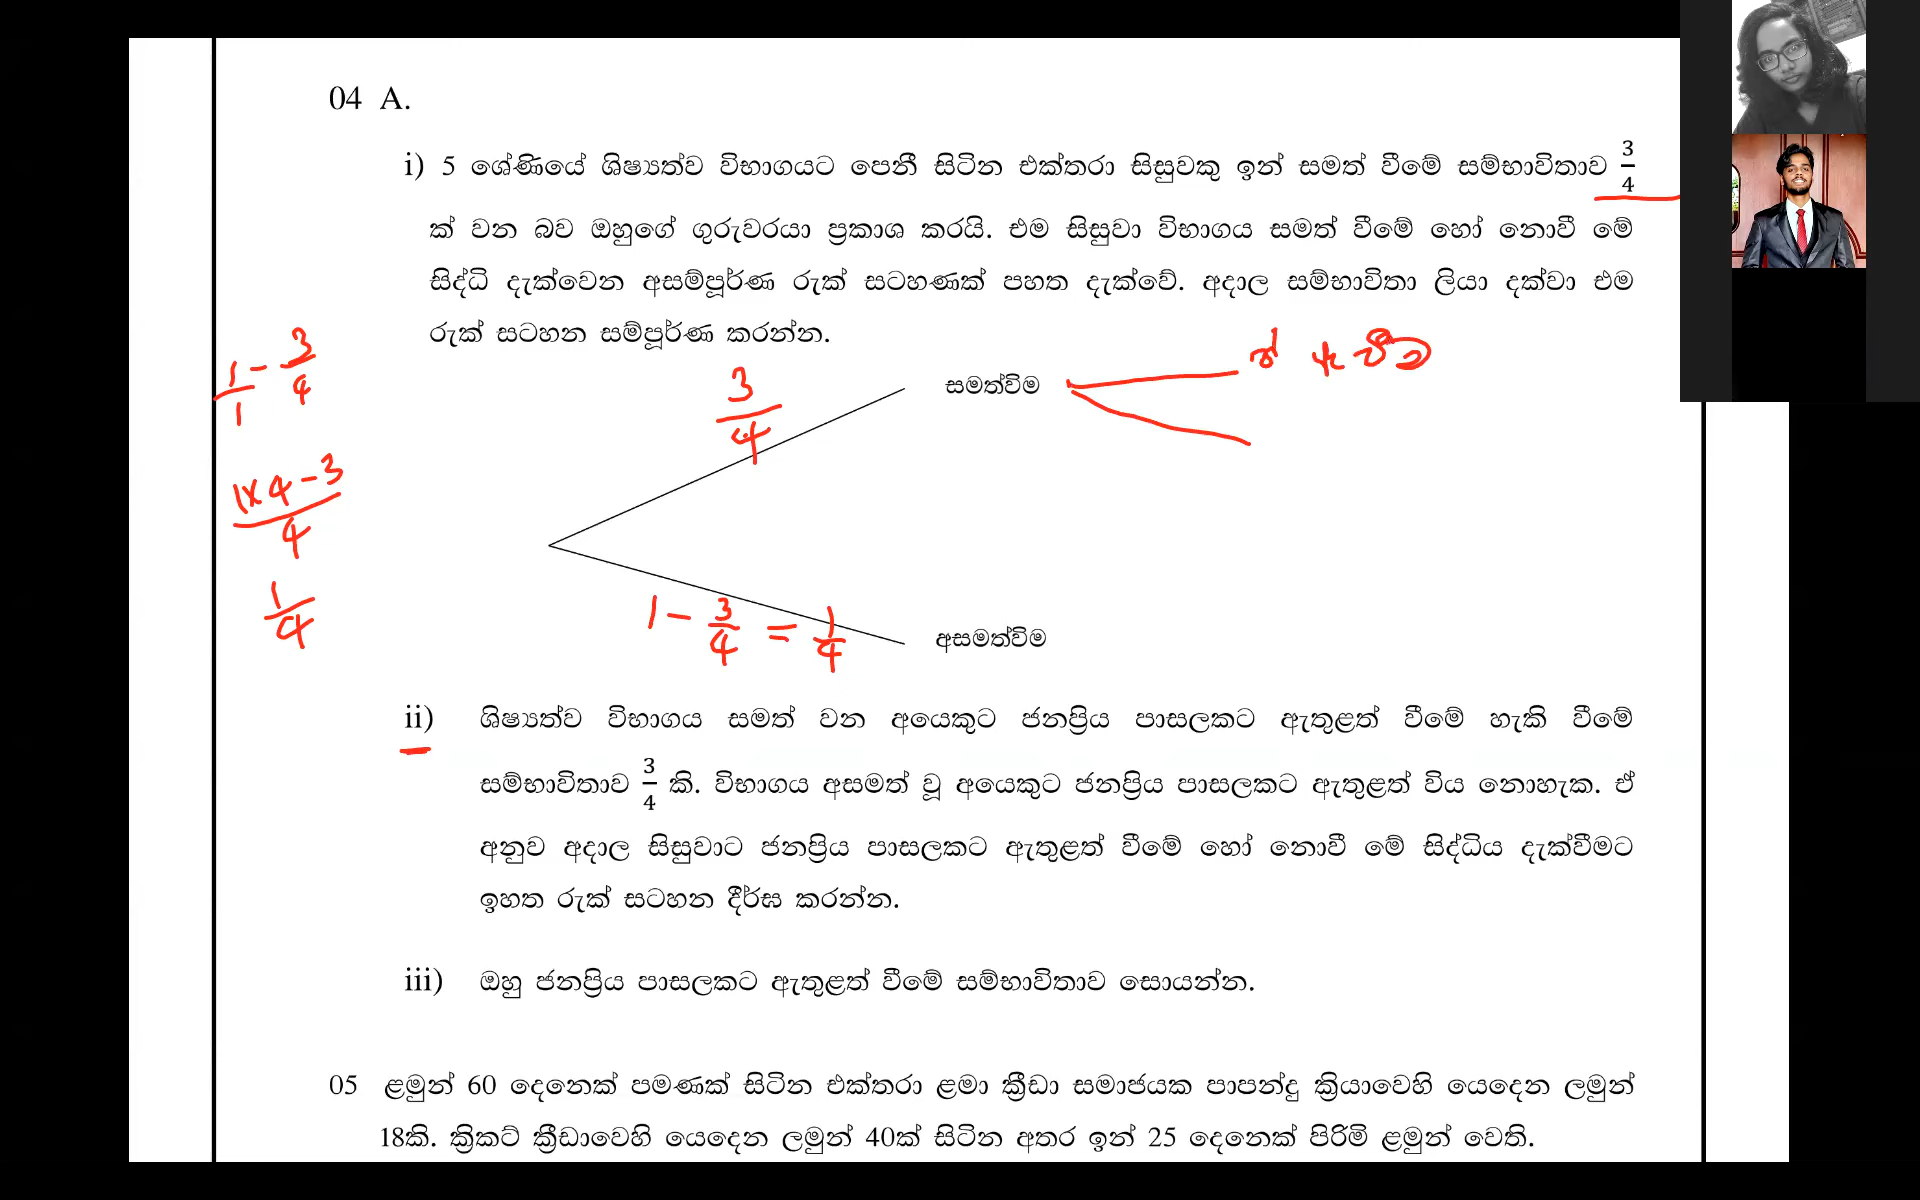 04 A.
i) 5 ශ්‍රේණියේ ශිෂ්‍යත්ව විභාගයට පෙනී සිටින එක්තරා සිසුවකු ඉන් සමත් වීමේ සම්භාවිතාව 3/4
ක් වන බව ඔහුගේ ගුරුවරයා ප්‍රකාශ කරයි. එම සිසුවා විභාගය සමත් වීමේ හෝ නොවී මේ
සිද්ධි දැක්වෙන අසම්පූර්ණ රුක් සටහණක් පහත දැක්වේ. අදාල සම්භාවිතා ලියා දක්වා එම
රුක් සටහන සම්පූර්ණ කරන්න.
1/1 - 3/4
3/4
සමත්විම
1×4-3/4
1/4
1 - 3/4 = 1/4
අසමත්විම
ii) ශිෂ්‍යත්ව විභාගය සමත් වන අයෙකුට ජනප්‍රිය පාසලකට ඇතුළත් වීමේ හැකි වීමේ
සම්භාවිතාව 3/4 කි. විභාගය අසමත් වූ අයෙකුට ජනප්‍රිය පාසලකට ඇතුළත් විය නොහැක. ඒ
අනුව අදාල සිසුවාට ජනප්‍රිය පාසලකට ඇතුළත් වීමේ හෝ නොවී මේ සිද්ධිය දැක්වීමට
ඉහත රුක් සටහන දීර්ඝ කරන්න.
iii) ඔහු ජනප්‍රිය පාසලකට ඇතුළත් වීමේ සම්භාවිතාව සොයන්න.
05 ළමුන් 60 දෙනෙක් පමණක් සිටින එක්තරා ළමා ක්‍රීඩා සමාජයක පාපන්දු ක්‍රියාවෙහි යෙදෙන ලමුන්
18කි. ක්‍රිකට් ක්‍රීඩාවෙහි යෙදෙන ලමුන් 40ක් සිටින අතර ඉන් 25 දෙනෙක් පිරිමි ළමුන් වෙති.